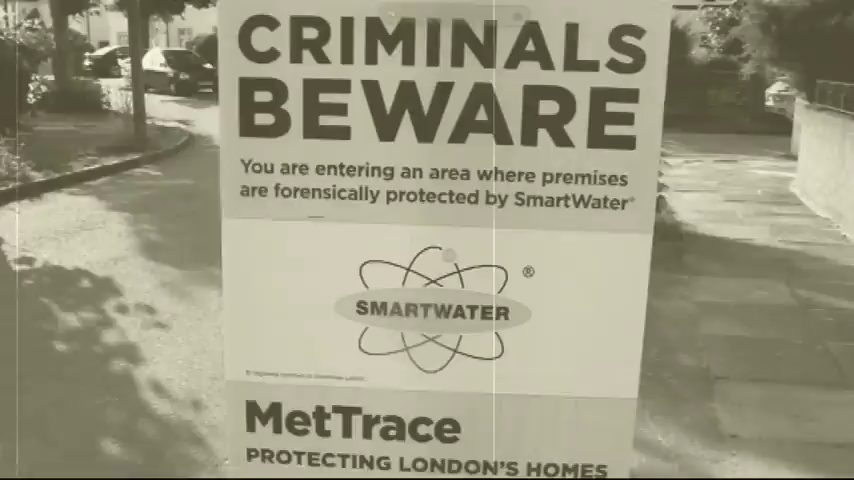 CRIMINALS
BEWARE
You are entering an area where premises
are forensically protected by SmartWater®
®
SMARTWATER
MetTrace
PROTECTING LONDON'S HOMES